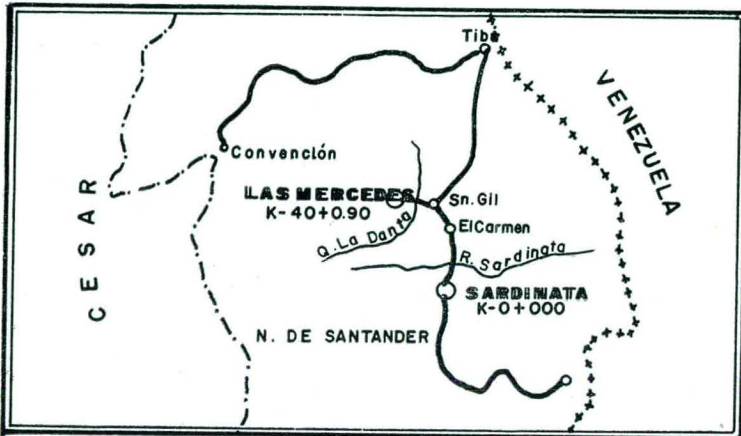 Tibú
VENEZUELA
Convención
CESAR
LAS MERCEDES
K-40+0.90
Sn. Gil
El Carmen
Q. La Danta
R. Sardinata
SARDINATA
K-0+000
N. DE SANTANDER